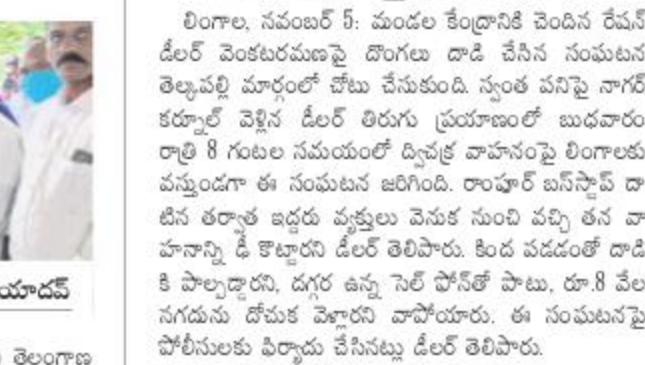 లింగాల, నవంబర్ 5: మండల కేంద్రానికి చెందిన రేషన్
డీలర్ వెంకటరమణపై దొంగలు దాడి చేసిన సంఘటన
తెల్కపల్లి మార్గంలో చోటు చేసుకుంది. స్వంత పనిపై నాగర్
కర్నూల్ వెళ్లిన డీలర్ తిరుగు ప్రయాణంలో బుధవారం
రాత్రి 8 గంటల సమయంలో ద్విచక్ర వాహనంపై లింగాలకు
వస్తుండగా ఈ సంఘటన జరిగింది. రాంపూర్ బస్‌స్టాప్ దా
టిన తర్వాత ఇద్దరు వ్యక్తులు వెనుక నుంచి వచ్చి తన వా
హనాన్ని ఢీ కొట్టారని డీలర్ తెలిపారు. కింద పడడంతో దాడి
కి పాల్పడ్డారని, దగ్గర ఉన్న సెల్ ఫోన్‌తో పాటు, రూ.8 వేల
నగదును దోచుక వెళ్లారని వాపోయారు. ఈ సంఘటనపై
పోలీసులకు ఫిర్యాదు చేసినట్లు డీలర్ తెలిపారు.
యాదవ్
తెలంగాణ